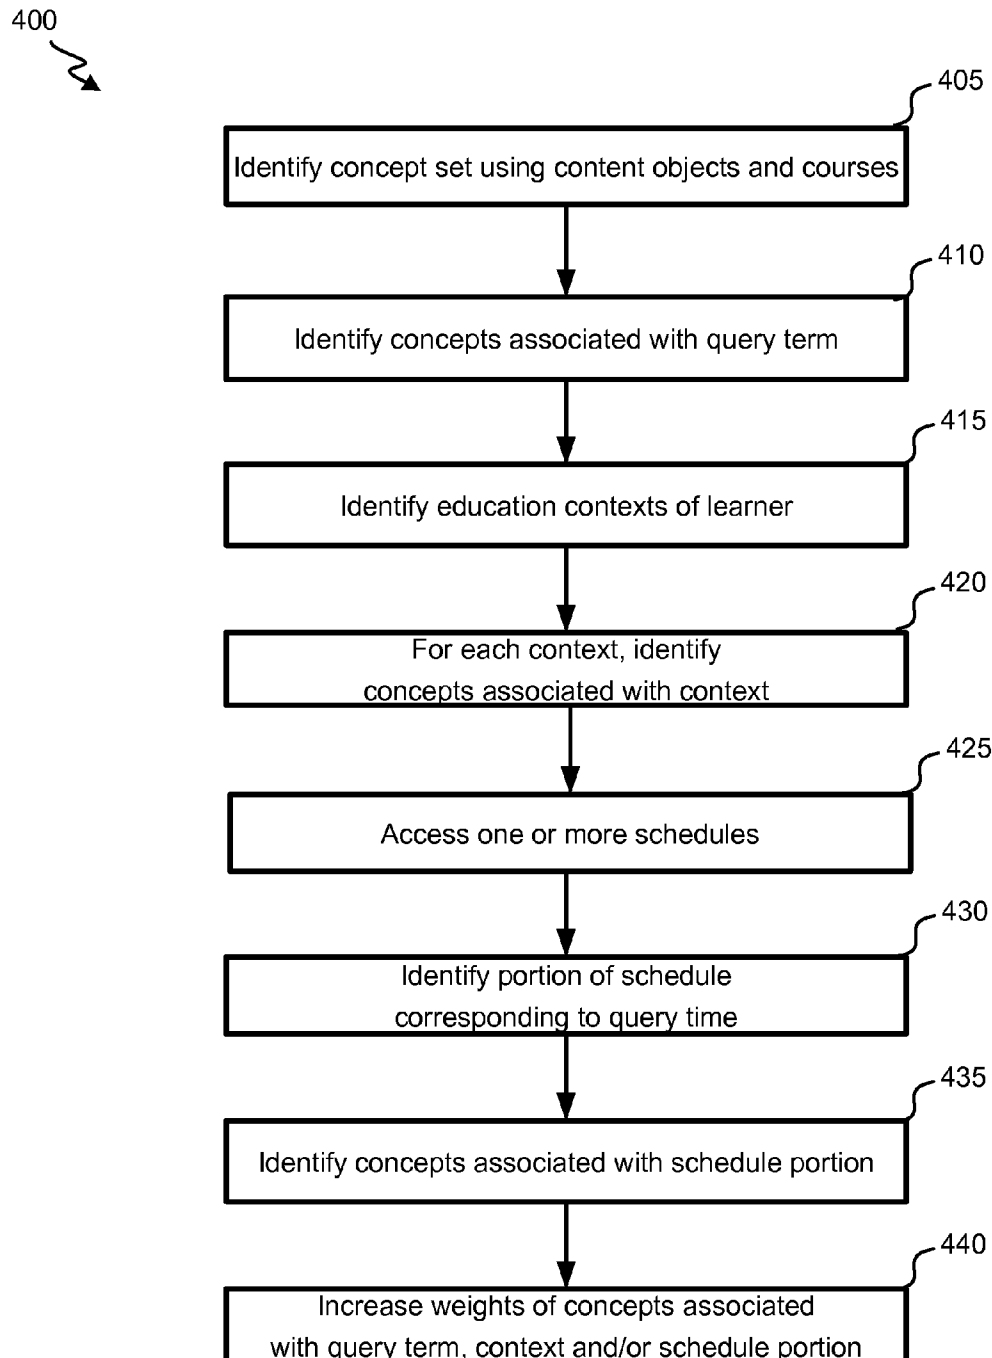 400
405
Identify concept set using content objects and courses
410
Identify concepts associated with query term
415
Identify education contexts of learner
420
For each context, identify
concepts associated with context
425
Access one or more schedules
430
Identify portion of schedule
corresponding to query time
435
Identify concepts associated with schedule portion
440
Increase weights of concepts associated
with query term, context and/or schedule portion